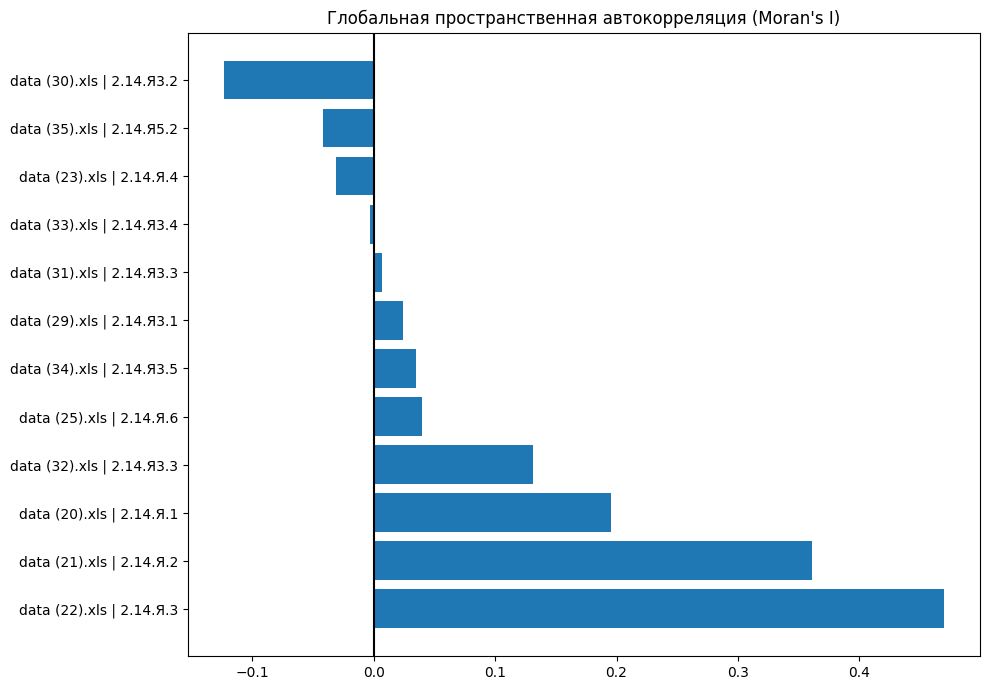 Глобальная пространственная автокорреляция (Moran's I)
data (30).xls | 2.14.Я3.2
data (35).xls | 2.14.Я5.2
data (23).xls | 2.14.Я.4
data (33).xls | 2.14.Я3.4
data (31).xls | 2.14.Я3.3
data (29).xls | 2.14.Я3.1
data (34).xls | 2.14.Я3.5
data (25).xls | 2.14.Я.6
data (32).xls | 2.14.Я3.3
data (20).xls | 2.14.Я.1
data (21).xls | 2.14.Я.2
data (22).xls | 2.14.Я.3
−0.1 0.0 0.1 0.2 0.3 0.4